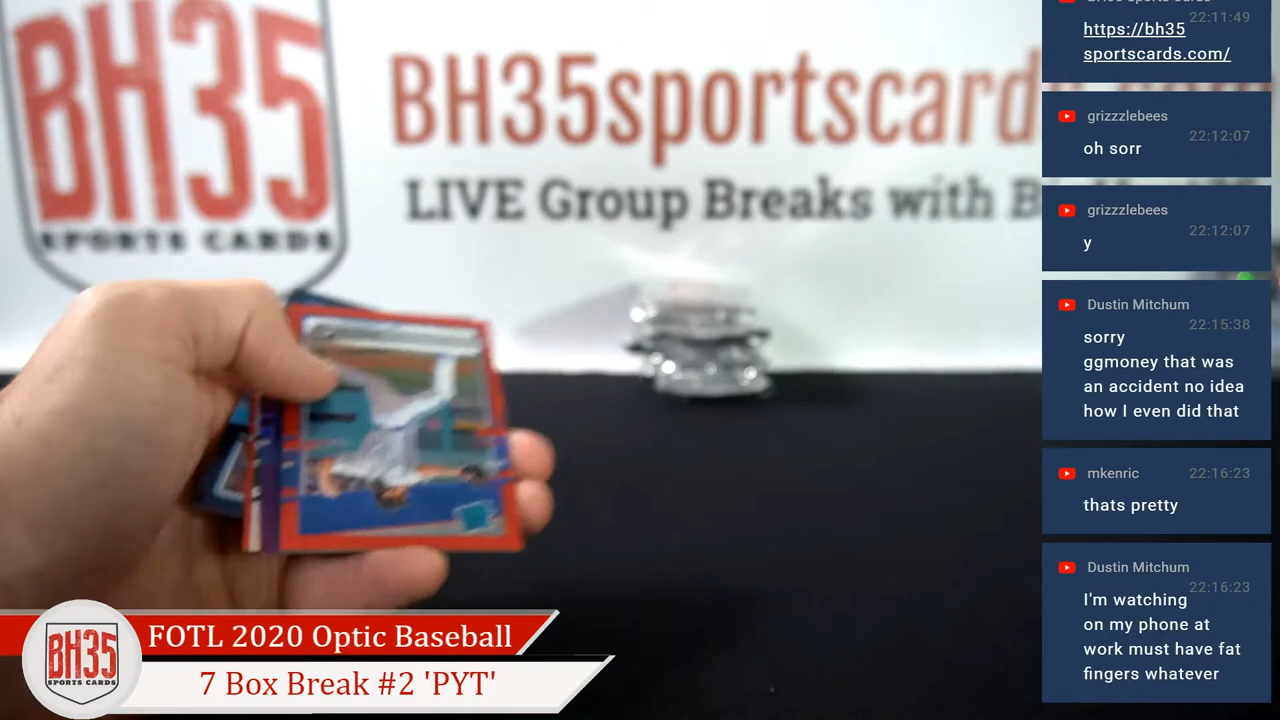 BH35
SPORTS CARDS
BH35sportscard
LIVE Group Breaks with B
22:11:49
https://bh35
sportscards.com/
grizzzlebees
22:12:07
oh sorr
grizzzlebees
22:12:07
y
Dustin Mitchum
22:15:38
sorry
ggmoney that was
an accident no idea
how I even did that
mkenric 22:16:23
thats pretty
Dustin Mitchum
22:16:23
I'm watching
on my phone at
work must have fat
fingers whatever
BH35
SPORTS CARDS
FOTL 2020 Optic Baseball
7 Box Break #2 'PYT'